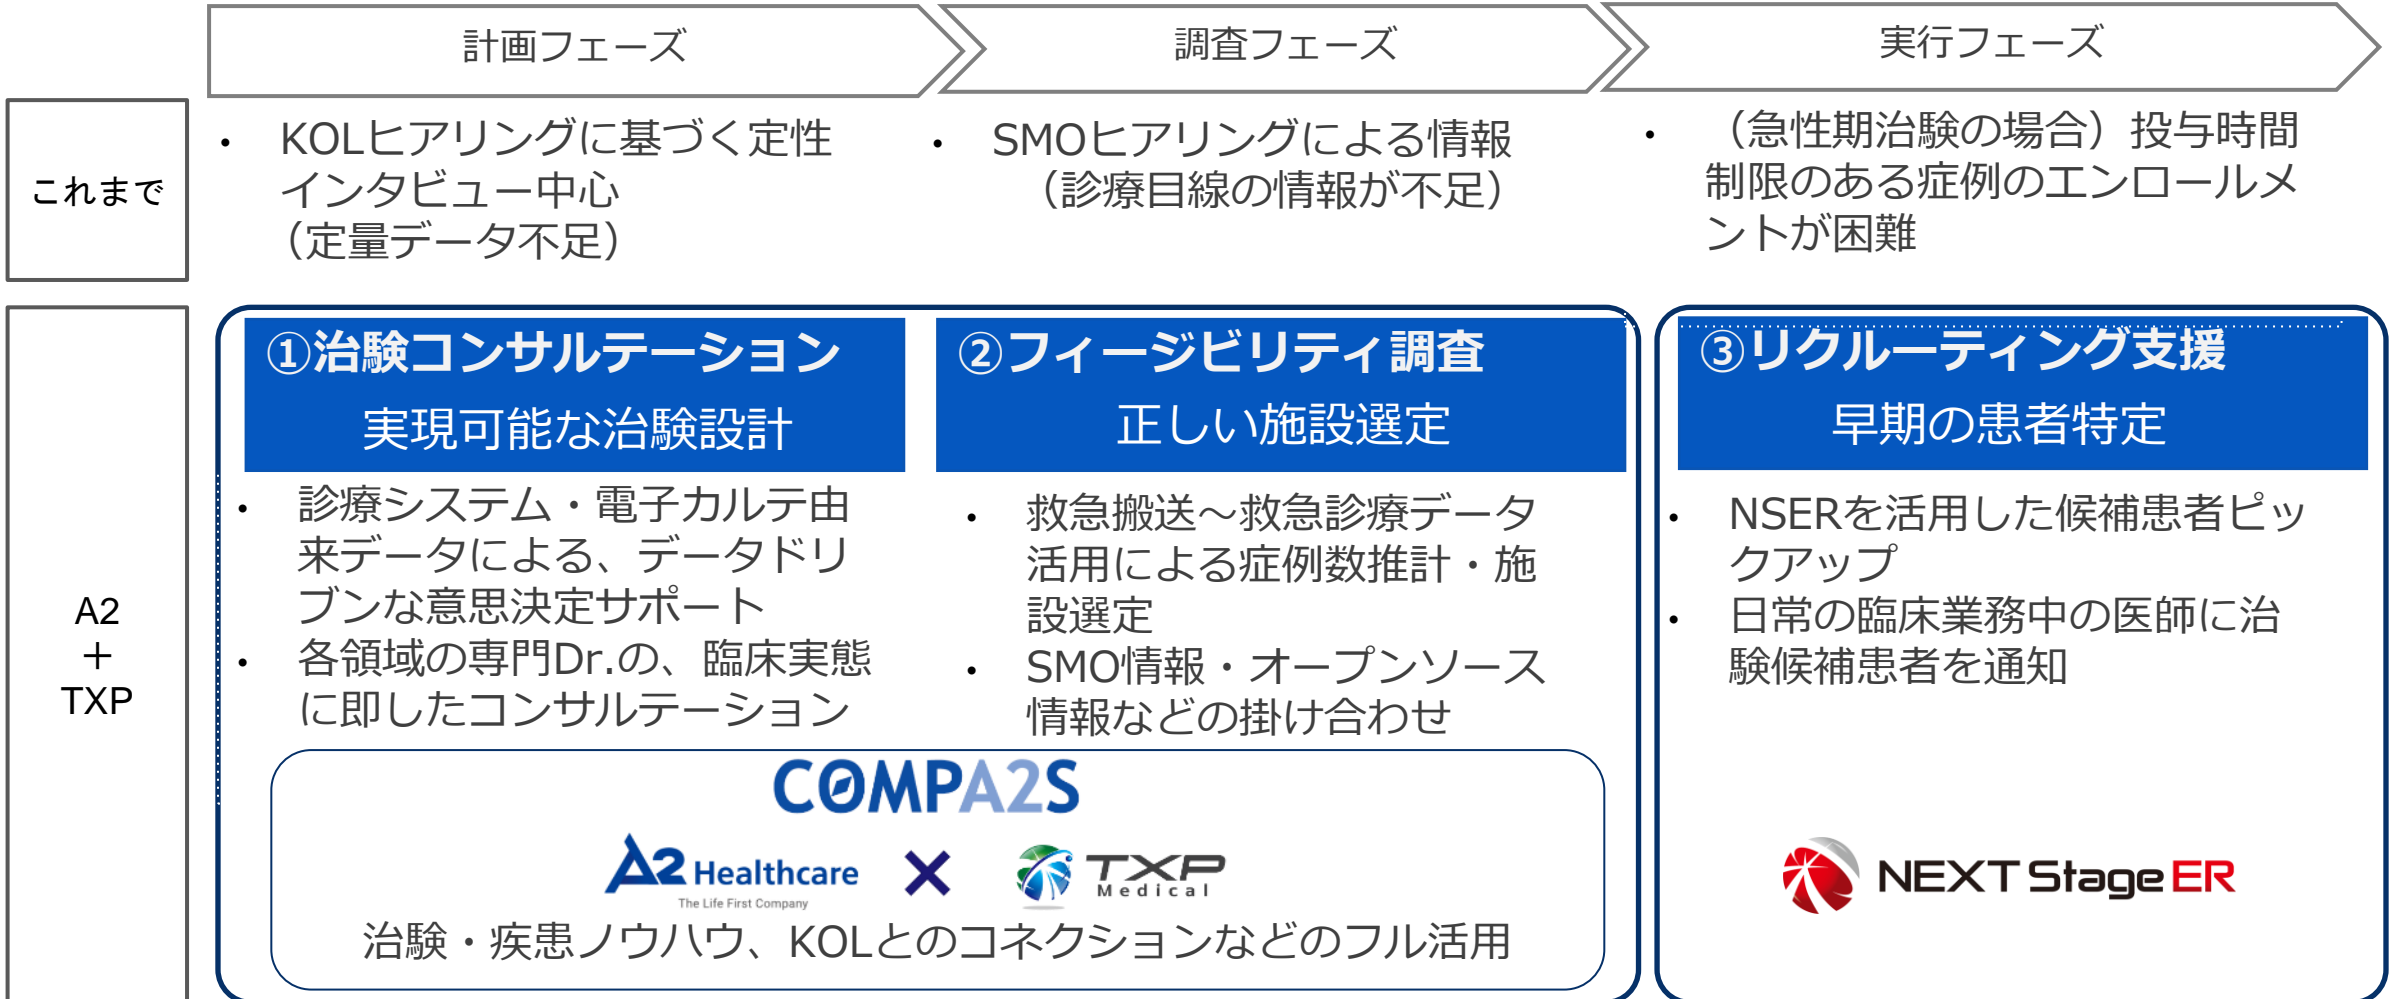 計画フェーズ
調査フェーズ
実行フェーズ
これまで
・ KOLヒアリングに基づく定性
インタビュー中心
（定量データ不足）
・ SMOヒアリングによる情報
（診療目線の情報が不足）
・ （急性期治験の場合）投与時間
制限のある症例のエンロールメ
ントが困難
A2
＋
TXP
①治験コンサルテーション
実現可能な治験設計
・ 診療システム・電子カルテ由
来データによる、データドリ
ブンな意思決定サポート
・ 各領域の専門Dr.の、臨床実態
に即したコンサルテーション
②フィージビリティ調査
正しい施設選定
・ 救急搬送～救急診療データ
活用による症例数推計・施
設選定
・ SMO情報・オープンソース
情報などの掛け合わせ
COMPA2S
A2 Healthcare
The Life First Company
×
TXP
Medical
治験・疾患ノウハウ、KOLとのコネクションなどのフル活用
③リクルーティング支援
早期の患者特定
・ NSERを活用した候補患者ピッ
クアップ
・ 日常の臨床業務中の医師に治
験候補患者を通知
NEXT Stage ER